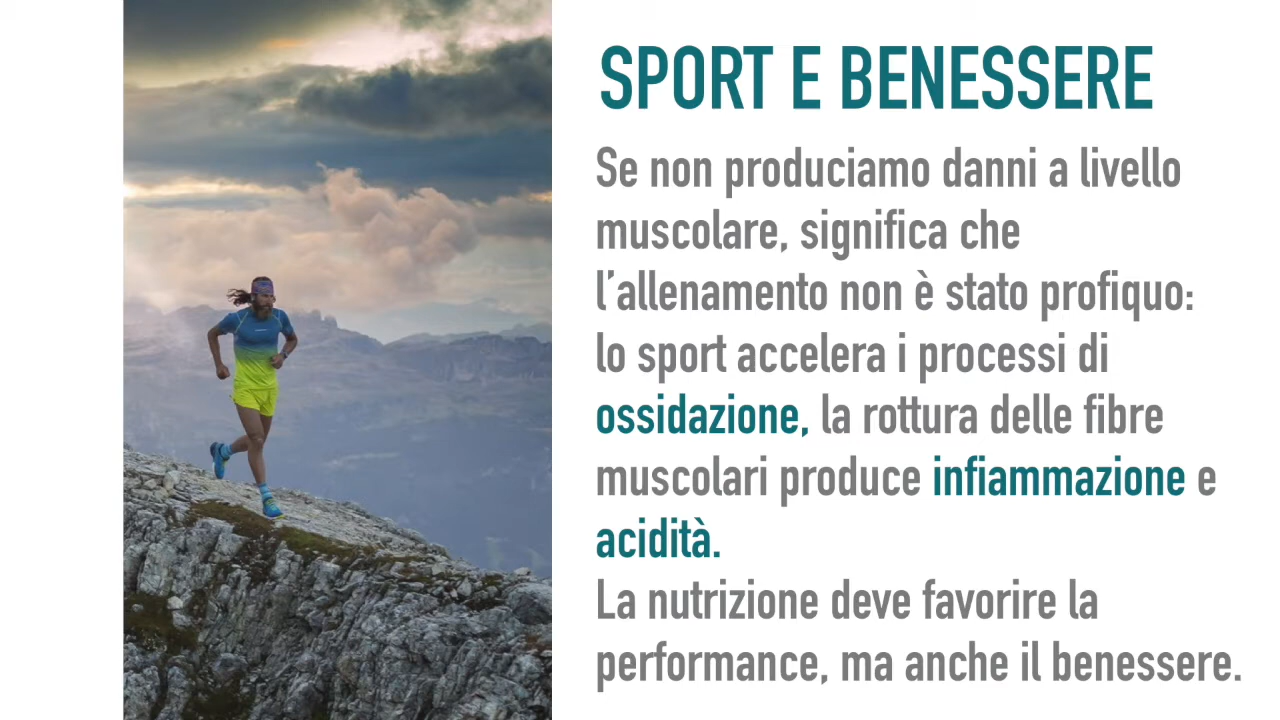 SPORT E BENESSERE
Se non produciamo danni a livello
muscolare, significa che
l’allenamento non è stato profiquo:
lo sport accelera i processi di
ossidazione, la rottura delle fibre
muscolari produce infiammazione e
acidità.
La nutrizione deve favorire la
performance, ma anche il benessere.